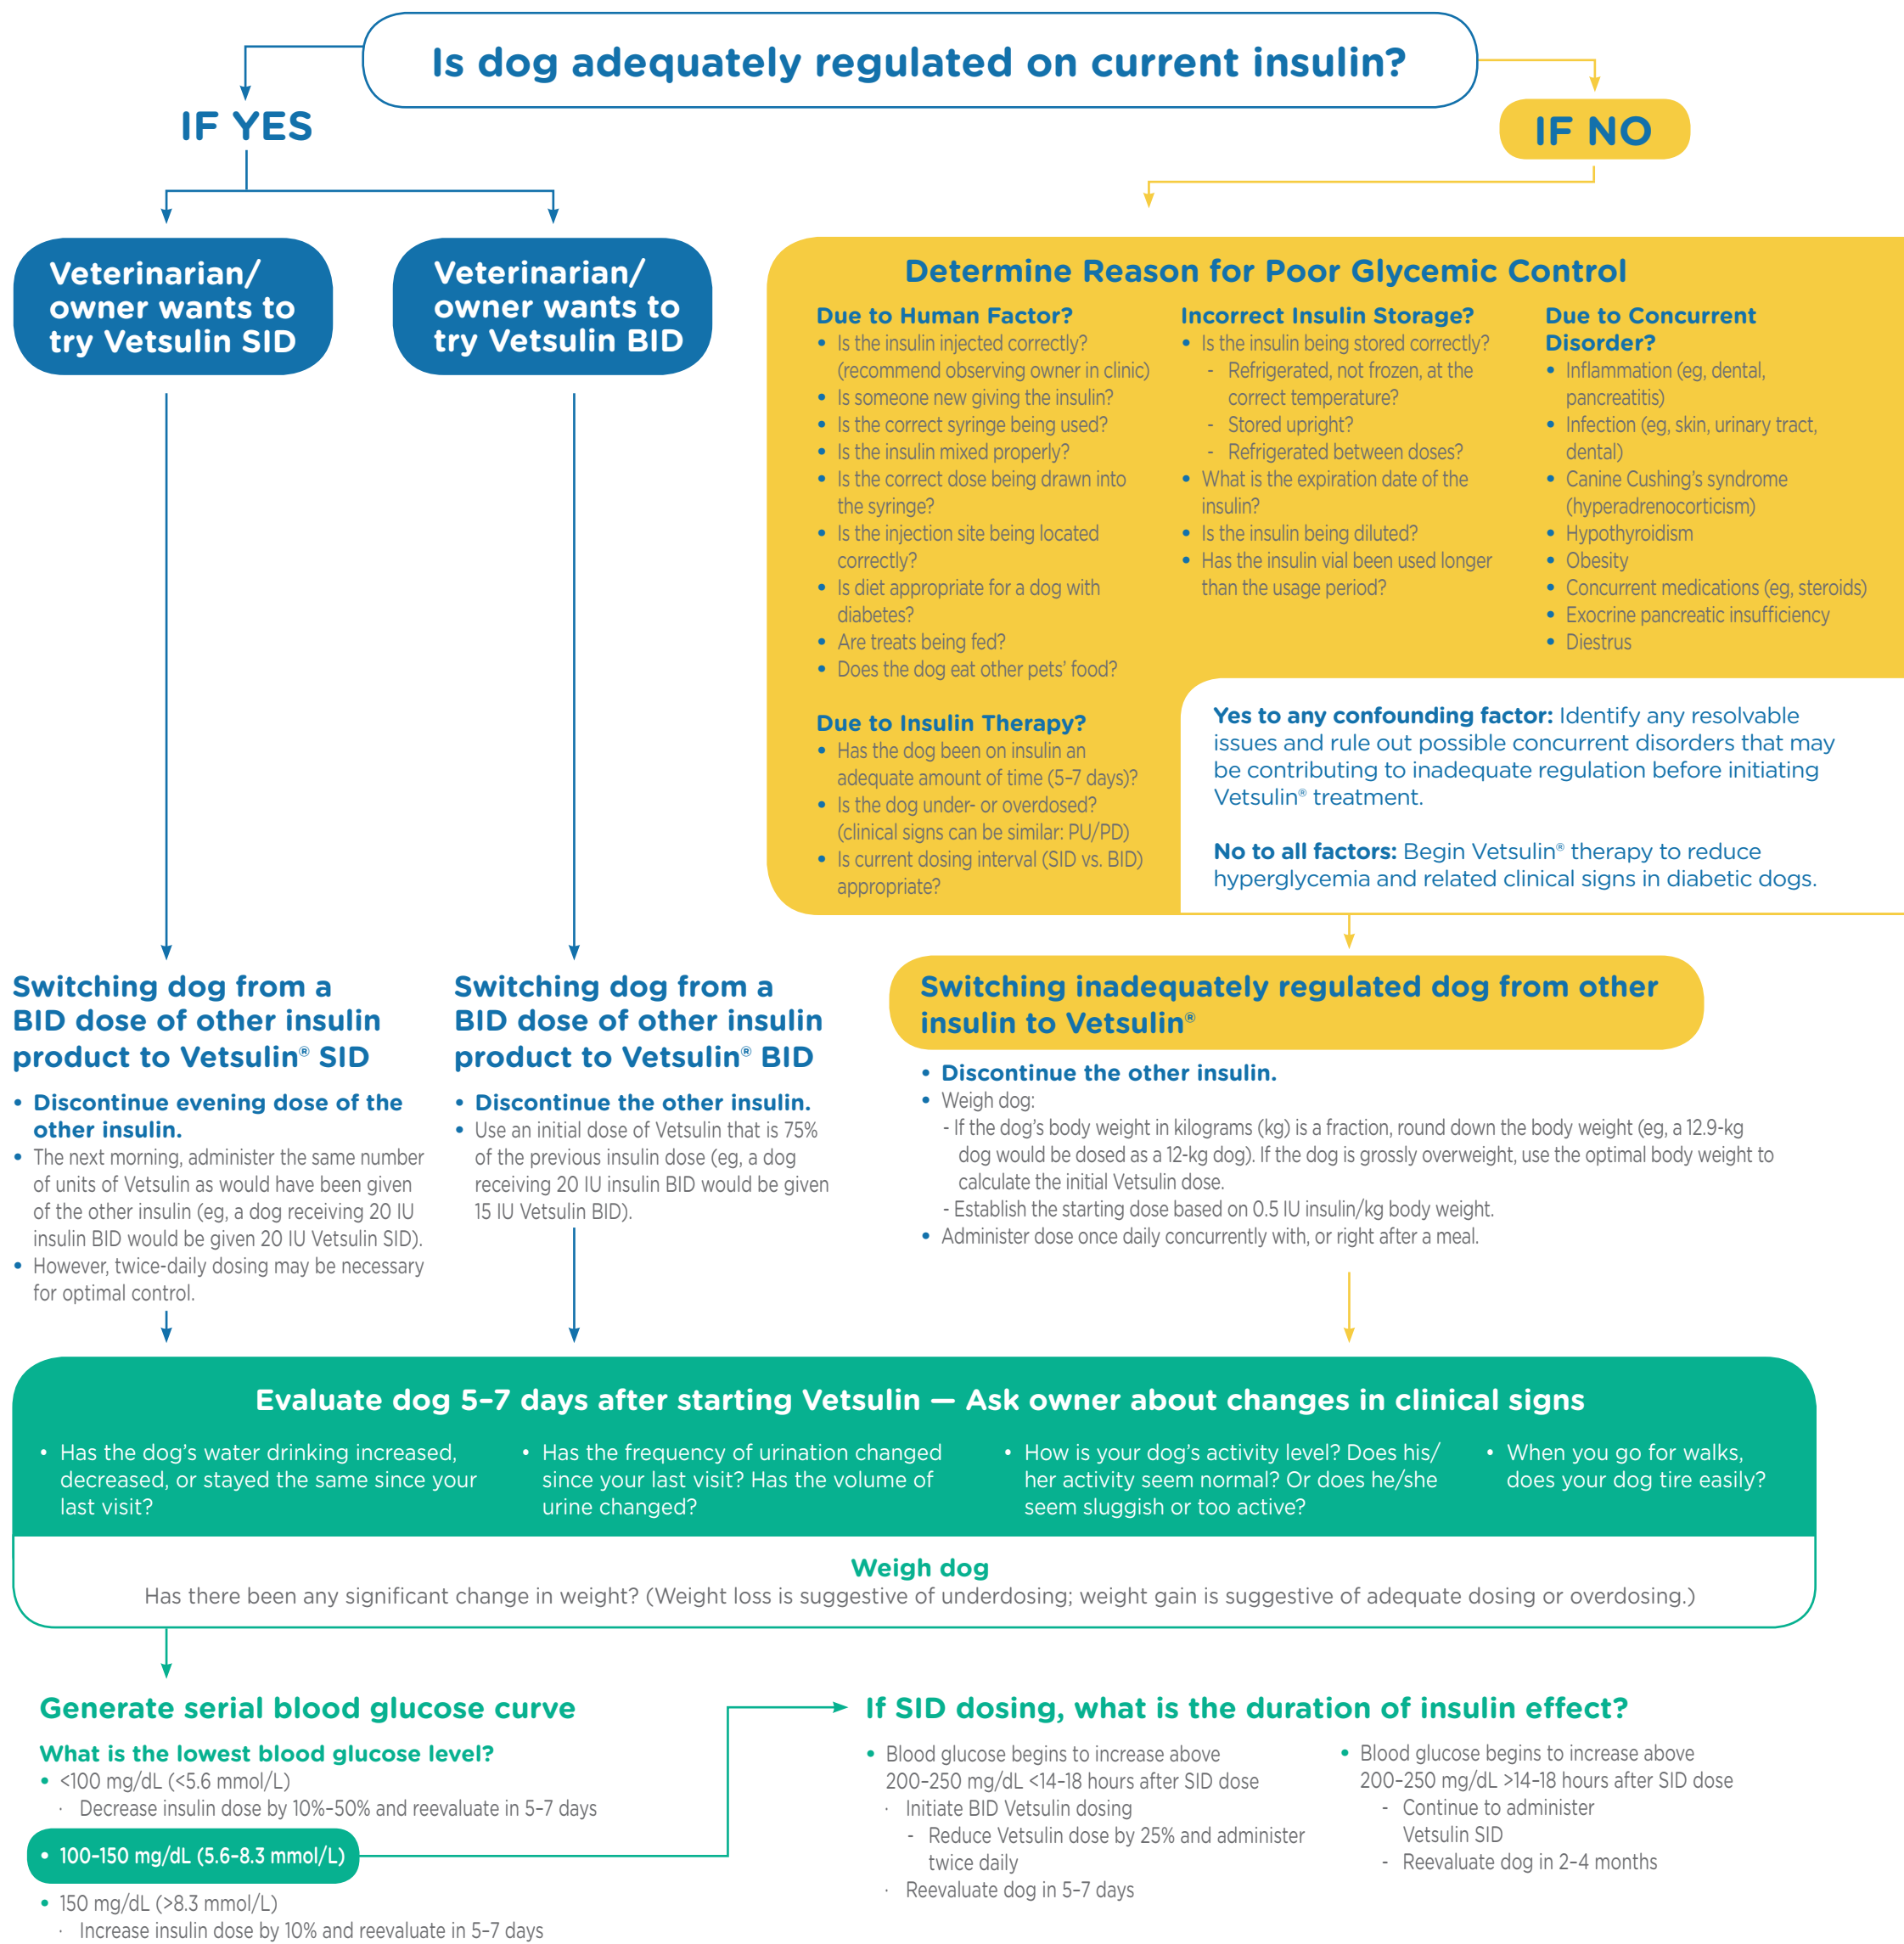 Is dog adequately regulated on current insulin?
IF YES
IF NO
Veterinarian/
owner wants to
try Vetsulin SID
Veterinarian/
owner wants to
try Vetsulin BID
Determine Reason for Poor Glycemic Control
Due to Human Factor?
• Is the insulin injected correctly?
(recommend observing owner in clinic)
• Is someone new giving the insulin?
• Is the correct syringe being used?
• Is the insulin mixed properly?
• Is the correct dose being drawn into
the syringe?
• Is the injection site being located
correctly?
• Is diet appropriate for a dog with
diabetes?
• Are treats being fed?
• Does the dog eat other pets' food?
Due to Insulin Therapy?
• Has the dog been on insulin an
adequate amount of time (5–7 days)?
• Is the dog under- or overdosed?
(clinical signs can be similar: PU/PD)
• Is current dosing interval (SID vs. BID)
appropriate?
Incorrect Insulin Storage?
• Is the insulin being stored correctly?
- Refrigerated, not frozen, at the
correct temperature?
- Stored upright?
- Refrigerated between doses?
• What is the expiration date of the
insulin?
• Is the insulin being diluted?
• Has the insulin vial been used longer
than the usage period?
Due to Concurrent
Disorder?
• Inflammation (eg, dental,
pancreatitis)
• Infection (eg, skin, urinary tract,
dental)
• Canine Cushing's syndrome
(hyperadrenocorticism)
• Hypothyroidism
• Obesity
• Concurrent medications (eg, steroids)
• Exocrine pancreatic insufficiency
• Diestrus
Yes to any confounding factor: Identify any resolvable
issues and rule out possible concurrent disorders that may
be contributing to inadequate regulation before initiating
Vetsulin® treatment.
No to all factors: Begin Vetsulin® therapy to reduce
hyperglycemia and related clinical signs in diabetic dogs.
Switching dog from a
BID dose of other insulin
product to Vetsulin® SID
• Discontinue evening dose of the
other insulin.
• The next morning, administer the same number
of units of Vetsulin as would have been given
of the other insulin (eg, a dog receiving 20 IU
insulin BID would be given 20 IU Vetsulin SID).
• However, twice-daily dosing may be necessary
for optimal control.
Switching dog from a
BID dose of other insulin
product to Vetsulin® BID
• Discontinue the other insulin.
• Use an initial dose of Vetsulin that is 75%
of the previous insulin dose (eg, a dog
receiving 20 IU insulin BID would be given
15 IU Vetsulin BID).
Switching inadequately regulated dog from other
insulin to Vetsulin®
• Discontinue the other insulin.
• Weigh dog:
- If the dog's body weight in kilograms (kg) is a fraction, round down the body weight (eg, a 12.9-kg
dog would be dosed as a 12-kg dog). If the dog is grossly overweight, use the optimal body weight to
calculate the initial Vetsulin dose.
- Establish the starting dose based on 0.5 IU insulin/kg body weight.
• Administer dose once daily concurrently with, or right after a meal.
Evaluate dog 5–7 days after starting Vetsulin — Ask owner about changes in clinical signs
• Has the dog's water drinking increased,
decreased, or stayed the same since your
last visit?
• Has the frequency of urination changed
since your last visit? Has the volume of
urine changed?
• How is your dog's activity level? Does his/
her activity seem normal? Or does he/she
seem sluggish or too active?
• When you go for walks,
does your dog tire easily?
Weigh dog
Has there been any significant change in weight? (Weight loss is suggestive of underdosing; weight gain is suggestive of adequate dosing or overdosing.)
Generate serial blood glucose curve
What is the lowest blood glucose level?
• <100 mg/dL (<5.6 mmol/L)
· Decrease insulin dose by 10%–50% and reevaluate in 5–7 days
• 100–150 mg/dL (5.6–8.3 mmol/L)
• 150 mg/dL (>8.3 mmol/L)
· Increase insulin dose by 10% and reevaluate in 5–7 days
If SID dosing, what is the duration of insulin effect?
• Blood glucose begins to increase above
200–250 mg/dL <14–18 hours after SID dose
· Initiate BID Vetsulin dosing
- Reduce Vetsulin dose by 25% and administer
twice daily
· Reevaluate dog in 5–7 days
• Blood glucose begins to increase above
200–250 mg/dL >14–18 hours after SID dose
- Continue to administer
Vetsulin SID
- Reevaluate dog in 2–4 months